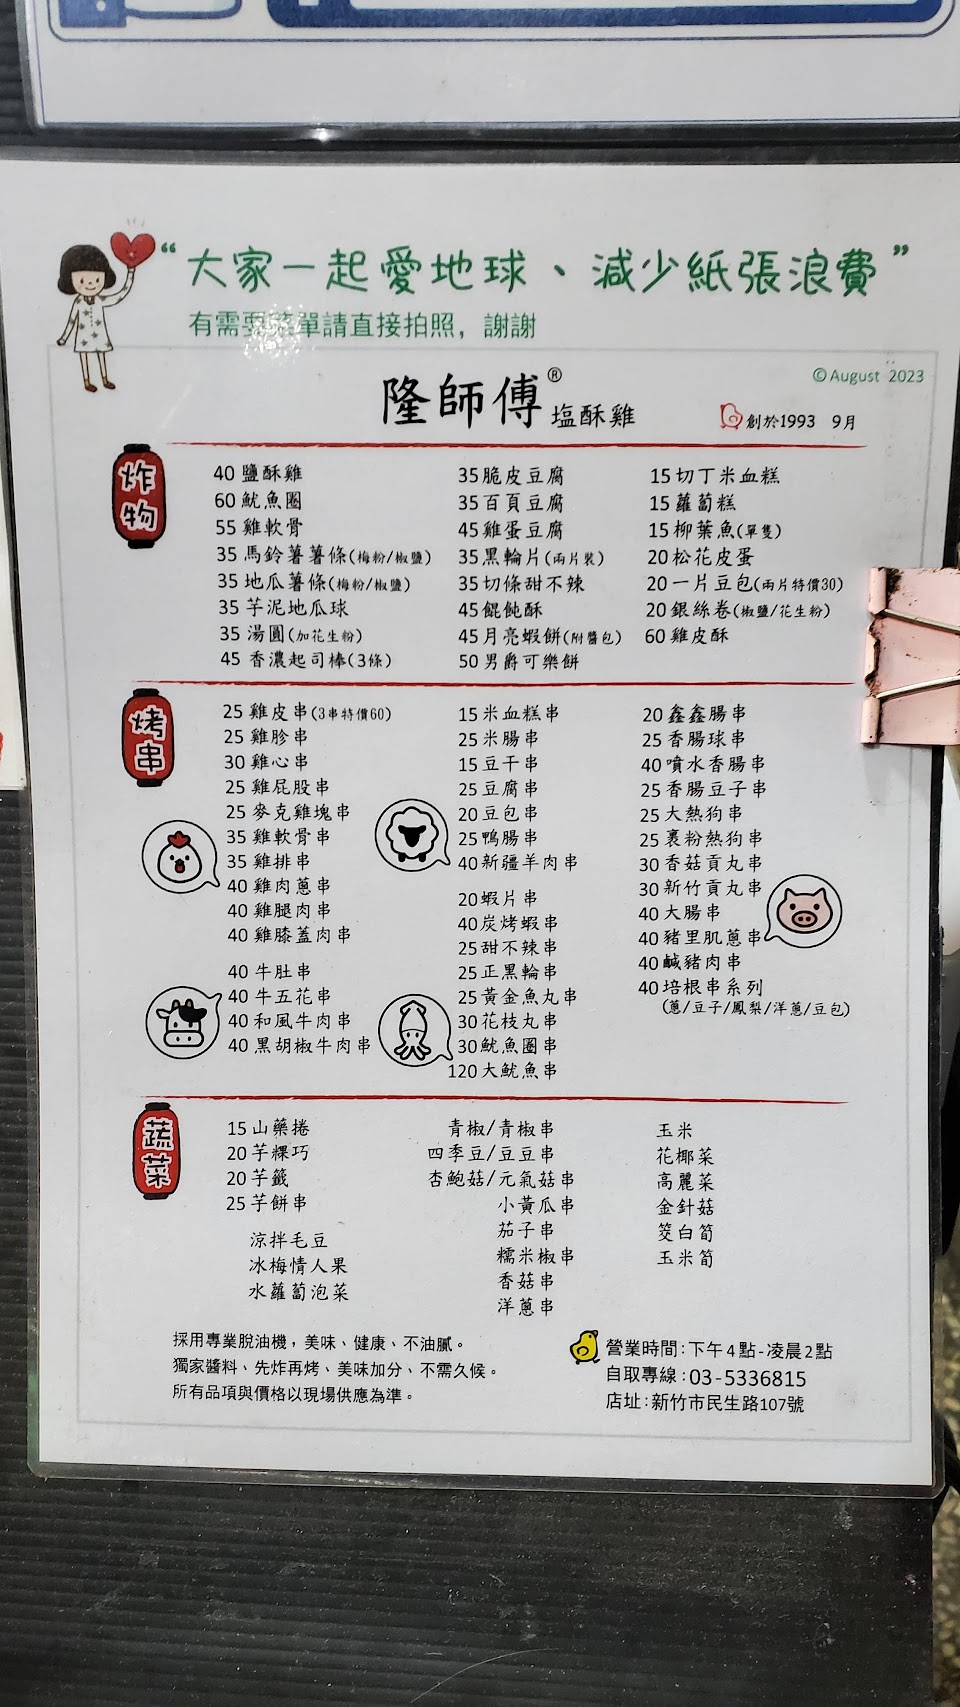 “大家一起愛地球、減少紙張浪費”
有需要菜單請直接拍照，謝謝
©August 2023
隆師傅® 塩酥雞
創於1993 9月
炸物
40 鹽酥雞
60 魷魚圈
55 雞軟骨
35 馬鈴薯薯條(梅粉/椒鹽)
35 地瓜薯條(梅粉/椒鹽)
35 芋泥地瓜球
35 湯圓(加花生粉)
45 香濃起司棒(3條)
35 脆皮豆腐
35 百頁豆腐
45 雞蛋豆腐
35 黑輪片(兩片裝)
35 切條甜不辣
45 餛飩酥
45 月亮蝦餅(附醬包)
50 男爵可樂餅
15 切丁米血糕
15 蘿蔔糕
15 柳葉魚(單隻)
20 松花皮蛋
20 一片豆包(兩片特價30)
20 銀絲卷(椒鹽/花生粉)
60 雞皮酥
烤串
25 雞皮串(3串特價60)
25 雞胗串
30 雞心串
25 雞屁股串
25 麥克雞塊串
35 雞軟骨串
35 雞排串
40 雞肉蔥串
40 雞腿肉串
40 雞膝蓋肉串
40 牛肚串
40 牛五花串
40 和風牛肉串
40 黑胡椒牛肉串
15 米血糕串
25 米腸串
15 豆干串
25 豆腐串
20 豆包串
25 鴨腸串
40 新疆羊肉串
20 蝦片串
40 炭烤蝦串
25 甜不辣串
25 正黑輪串
25 黃金魚丸串
30 花枝丸串
30 魷魚圈串
120 大魷魚串
20 鑫鑫腸串
25 香腸球串
40 噴水香腸串
25 香腸豆子串
25 大熱狗串
25 裹粉熱狗串
30 香菇貢丸串
30 新竹貢丸串
40 大腸串
40 豬里肌蔥串
40 鹹豬肉串
40 培根串系列
(蔥/豆子/鳳梨/洋蔥/豆包)
蔬菜
15 山藥捲
20 芋粿巧
20 芋籤
25 芋餅串
涼拌毛豆
冰梅情人果
水蘿蔔泡菜
青椒/青椒串
四季豆/豆豆串
杏鮑菇/元氣菇串
小黃瓜串
茄子串
糯米椒串
香菇串
洋蔥串
玉米
花椰菜
高麗菜
金針菇
筊白筍
玉米筍
採用專業脫油機，美味、健康、不油膩。
獨家醬料、先炸再烤、美味加分、不需久候。
所有品項與價格以現場供應為準。
營業時間:下午4點-凌晨2點
自取專線:03-5336815
店址:新竹市民生路107號